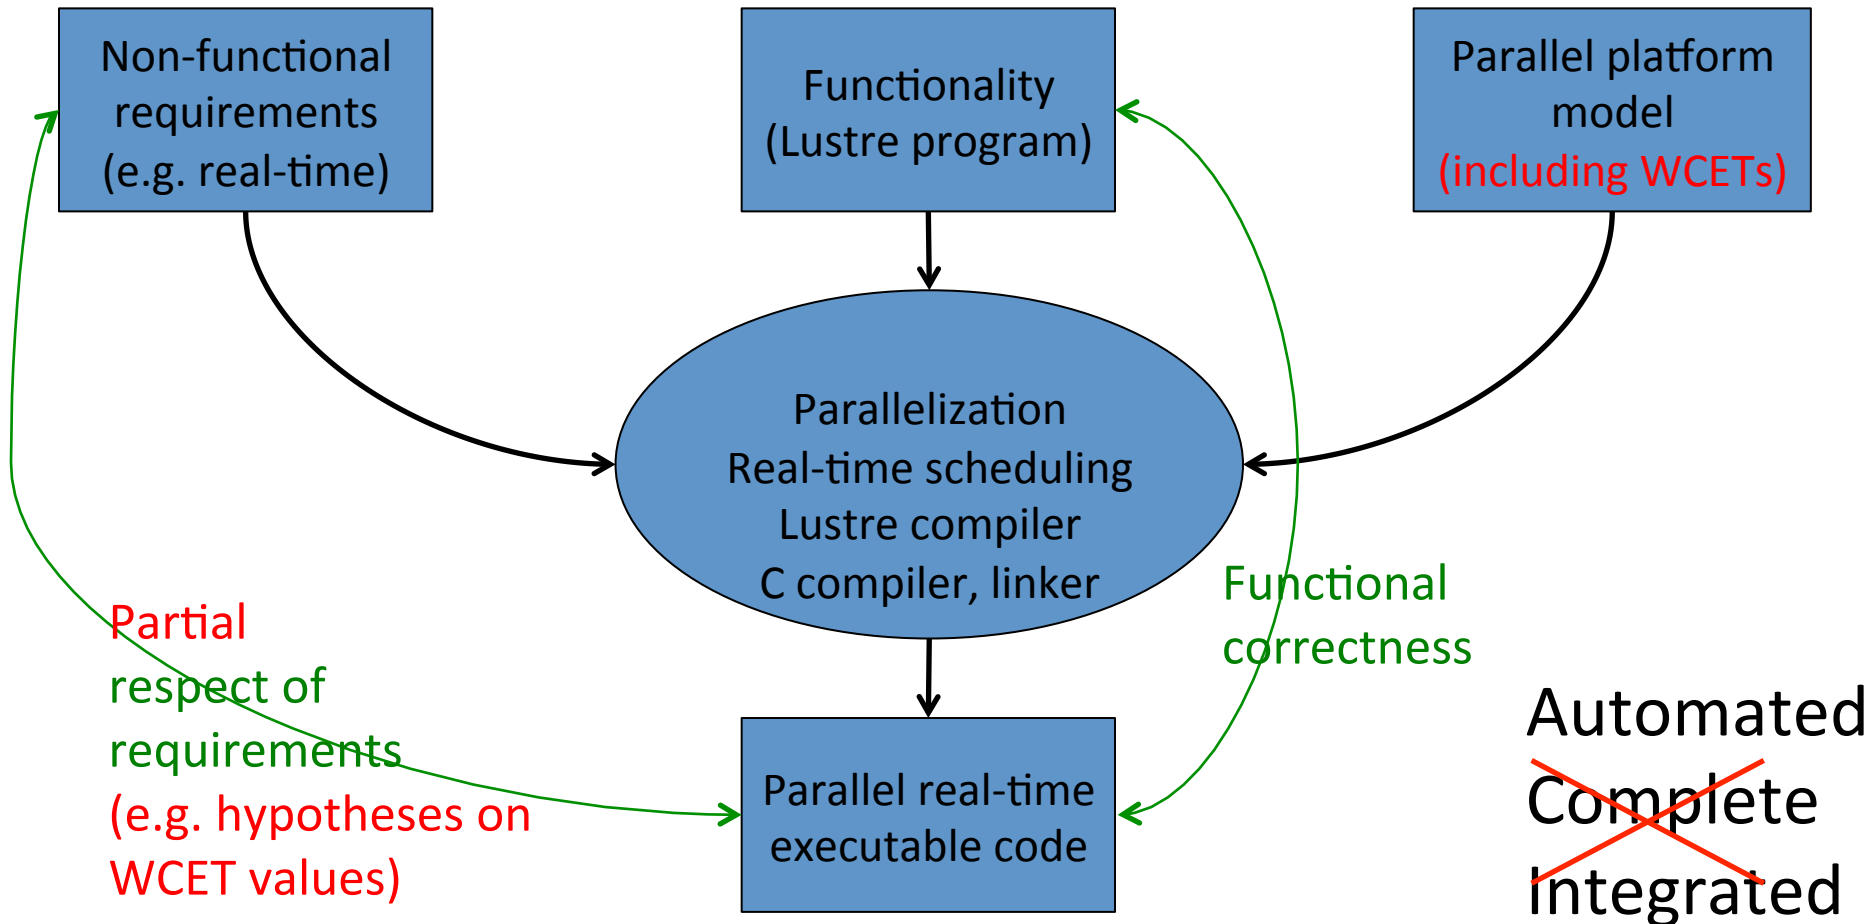 Non-functional
requirements
(e.g. real-time)
Functionality
(Lustre program)
Parallel platform
model
(including WCETs)
Parallelization
Real-time scheduling
Lustre compiler
C compiler, linker
Functional
correctness
Partial
respect of
requirements
(e.g. hypotheses on
WCET values)
Parallel real-time
executable code
Automated
Complete
Integrated